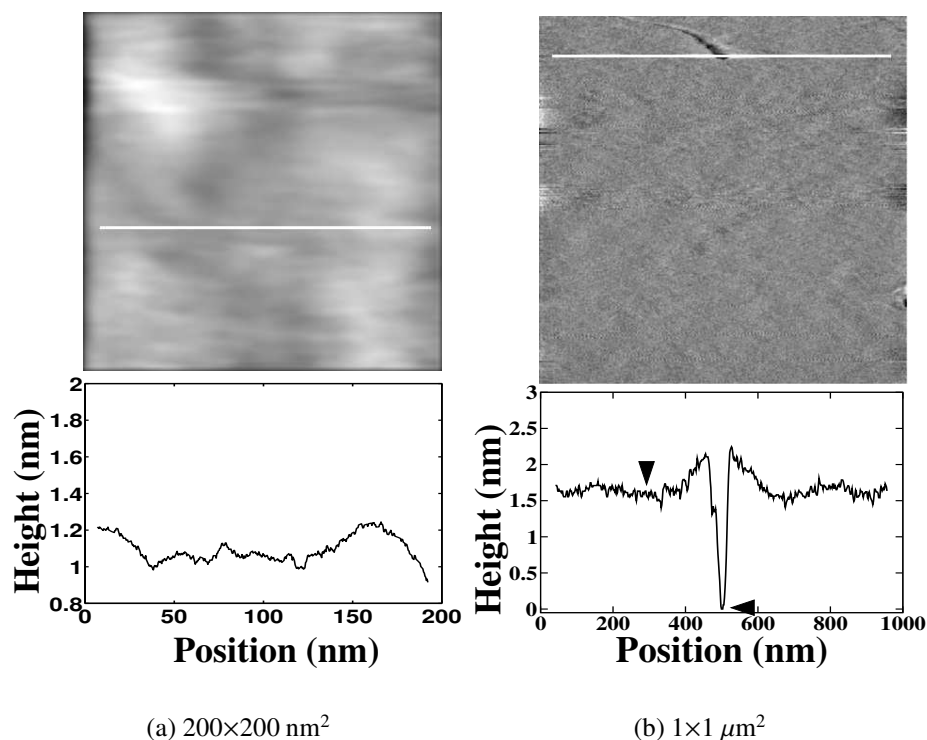 2
1.8
1.6
1.4
1.2
1
0.8
Height (nm)
0 50 100 150 200
Position (nm)
(a) 200×200 nm²
3
2.5
2
1.5
1
0.5
0
Height (nm)
0 200 400 600 800 1000
Position (nm)
(b) 1×1 μm²